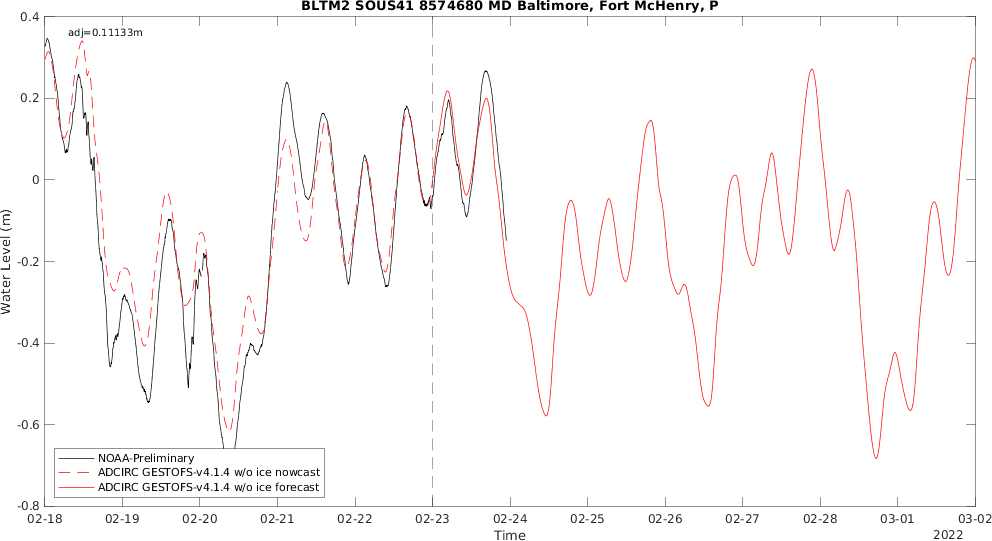 BLTM2 SOUS41 8574680 MD Baltimore, Fort McHenry, P
adj=0.11133m
0.4
0.2
0
-0.2
-0.4
-0.6
-0.8
Water Level (m)
NOAA-Preliminary
ADCIRC GESTOFS-v4.1.4 w/o ice nowcast
ADCIRC GESTOFS-v4.1.4 w/o ice forecast
02-18 02-19 02-20 02-21 02-22 02-23 02-24 02-25 02-26 02-27 02-28 03-01 03-02
Time
2022